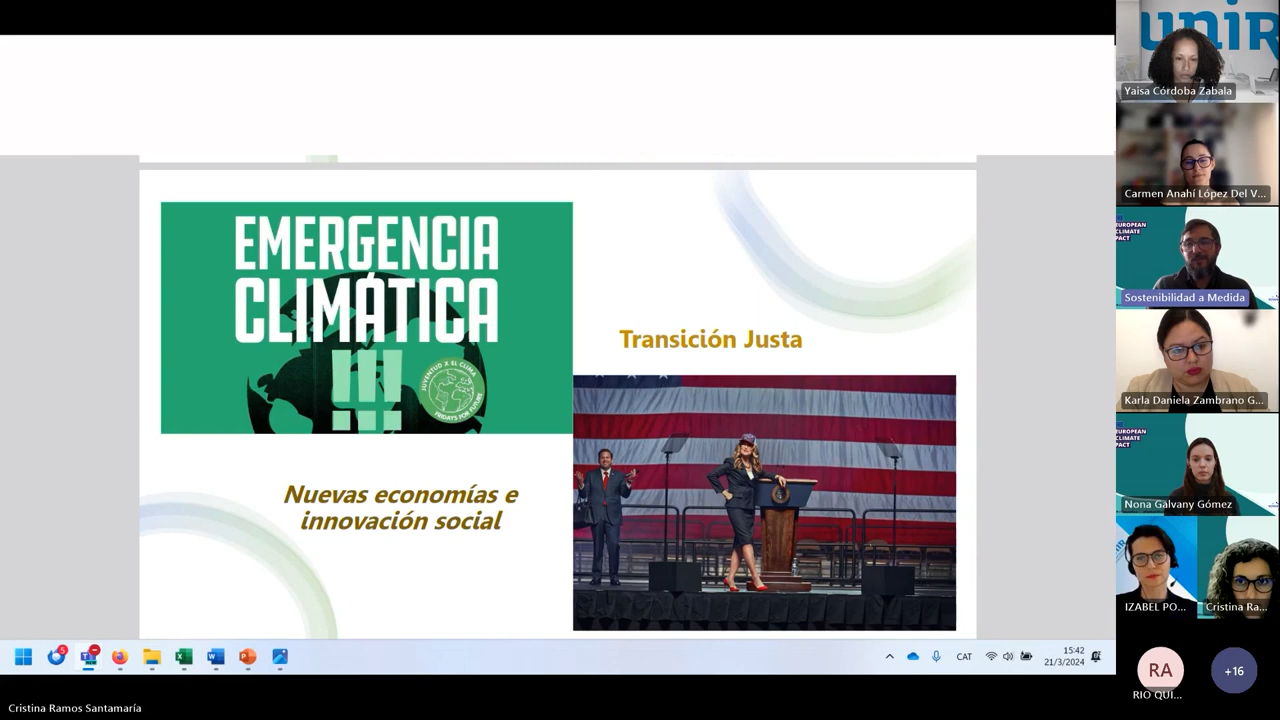 EMERGENCIA
CLIMÁTICA
!!!
JUVENTUD X EL CLIMA
FRIDAYS FOR FUTURE
Transición Justa
Nuevas economías e
innovación social
5
CAT
15:42
21/3/2024
Cristina Ramos Santamaría
unir
Yaisa Córdoba Zabala
Carmen Anahí López Del V...
EUROPEAN
CLIMATE
PACT
Sostenibilidad a Medida
Karla Daniela Zambrano G...
EUROPEAN
CLIMATE
PACT
Nona Galvany Gómez
IZABEL PO...
Cristina Ra...
RA
RIO QUI...
+16